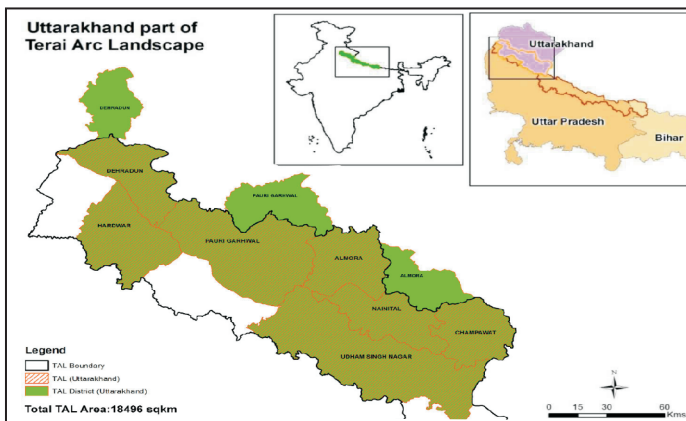 Uttarakhand part of
Terai Arc Landscape
Uttarakhand
Uttar Pradesh
Bihar
DEHRADUN
DEHRADUN
PAURI GARHWAL
HARDWAR
PAURI GARHWAL
ALMORA
ALMORA
NAINITAL
CHAMPAWAT
UDHAM SINGH NAGAR
Legend
TAL Boundary
TAL (Uttarakhand)
TAL District (Uttarakhand)
Total TAL Area:18496 sqkm
N
0 15 30 60
Kms